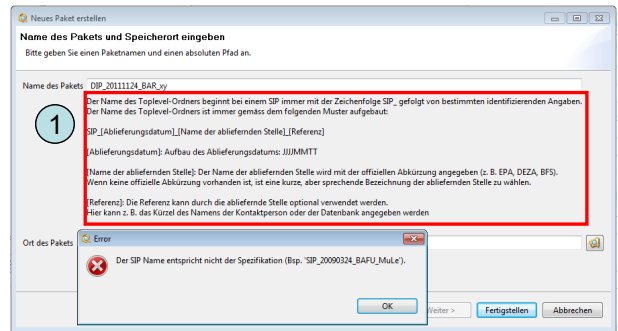 Neues Paket erstellen
Name des Pakets und Speicherort eingeben
Bitte geben Sie einen Paketnamen und einen absoluten Pfad an.
Name des Pakets DIP_20111124_BAR_xy
Der Name des Toplevel-Ordners beginnt bei einem SIP immer mit der Zeichenfolge SIP_ gefolgt von bestimmten identifizierenden Angaben.
Der Name des Toplevel-Ordners ist immer gemäss dem folgenden Muster aufgebaut:
1
SIP_[Ablieferungsdatum]_[Name der abliefernden Stelle]_[Referenz]
[Ablieferungsdatum]: Aufbau des Ablieferungsdatums: JJJJMMTT
[Name der abliefernden Stelle]: Der Name der abliefernden Stelle wird mit der offiziellen Abkürzung angegeben (z. B. EPA, DEZA, BFS).
Wenn keine offizielle Abkürzung vorhanden ist, ist eine kurze, aber sprechende Bezeichnung der abliefernden Stelle zu wählen.
[Referenz]: Die Referenz kann durch die abliefernde Stelle optional verwendet werden.
Hier kann z. B. das Kürzel des Namens der Kontaktperson oder der Datenbank angegeben werden
Ort des Pakets
Error
Der SIP Name entspricht nicht der Spezifikation (Bsp. 'SIP_20090324_BAFU_MuLe').
OK
Weiter > Fertigstellen Abbrechen